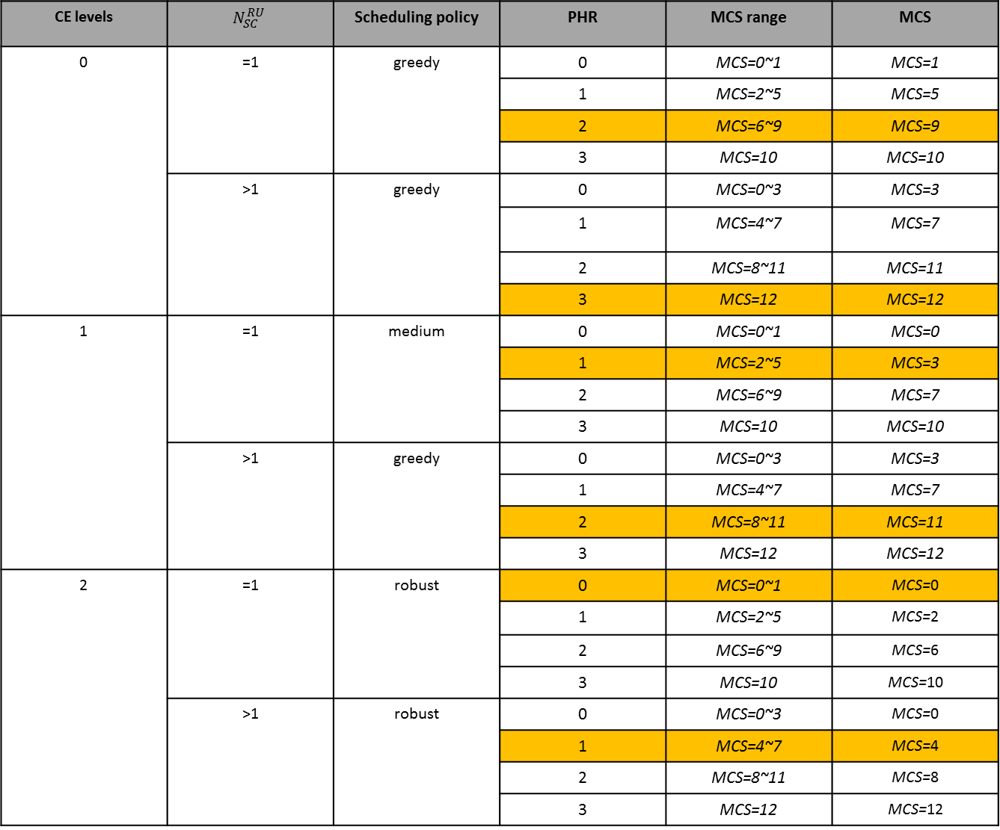 CE levels N_SC^RU Scheduling policy PHR MCS range MCS
0 =1 greedy 0 MCS=0~1 MCS=1
1 MCS=2~5 MCS=5
2 MCS=6~9 MCS=9
3 MCS=10 MCS=10
>1 greedy 0 MCS=0~3 MCS=3
1 MCS=4~7 MCS=7
2 MCS=8~11 MCS=11
3 MCS=12 MCS=12
1 =1 medium 0 MCS=0~1 MCS=0
1 MCS=2~5 MCS=3
2 MCS=6~9 MCS=7
3 MCS=10 MCS=10
>1 greedy 0 MCS=0~3 MCS=3
1 MCS=4~7 MCS=7
2 MCS=8~11 MCS=11
3 MCS=12 MCS=12
2 =1 robust 0 MCS=0~1 MCS=0
1 MCS=2~5 MCS=2
2 MCS=6~9 MCS=6
3 MCS=10 MCS=10
>1 robust 0 MCS=0~3 MCS=0
1 MCS=4~7 MCS=4
2 MCS=8~11 MCS=8
3 MCS=12 MCS=12